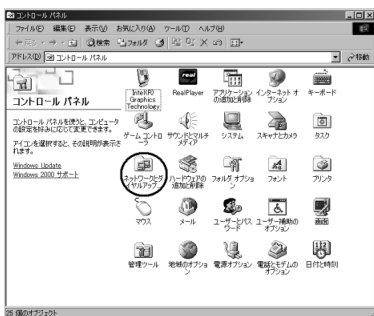 コントロール パネル
ファイル(F) 編集(E) 表示(V) お気に入り(A) ツール(T) ヘルプ(H)
検索 フォルダ
アドレス(D) コントロール パネル 移動
コントロール パネル
コントロール パネルを使うと、コンピュータ
の設定を好みに応じて変更できます。
アイコンを選択すると、その説明が表示さ
れます。
Windows Update
Windows 2000 サポート
Intel(R) Graphics Technology
RealPlayer
アプリケーションの追加と削除
インターネット オプション
キーボード
ゲーム コントローラ
サウンドとマルチメディア
システム
スキャナとカメラ
タスク
ネットワークとダイヤルアップ...
ハードウェアの追加と削除
フォルダ オプション
フォント
プリンタ
マウス
メール
ユーザーとパスワード
ユーザー補助のオプション
画面
管理ツール
地域のオプション
電源オプション
電話とモデムのオプション
日付と時刻
25 個のオブジェクト